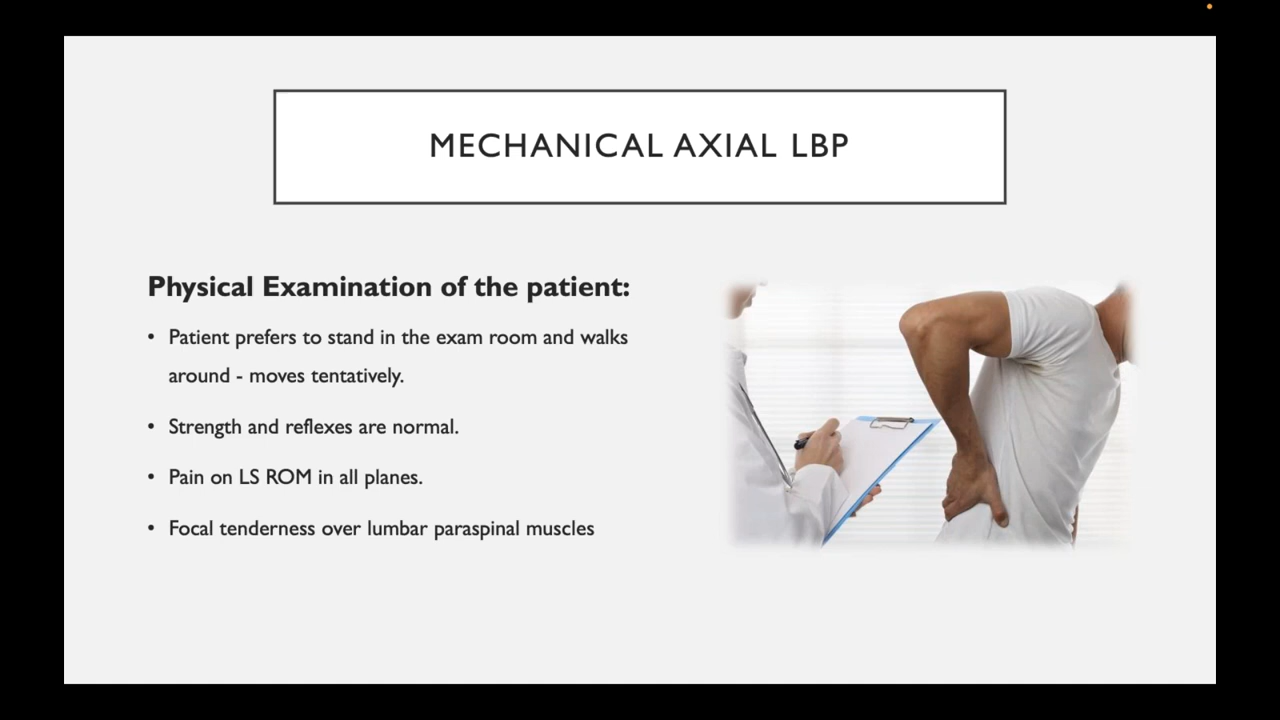 MECHANICAL AXIAL LBP
Physical Examination of the patient:
• Patient prefers to stand in the exam room and walks
around - moves tentatively.
• Strength and reflexes are normal.
• Pain on LS ROM in all planes.
• Focal tenderness over lumbar paraspinal muscles